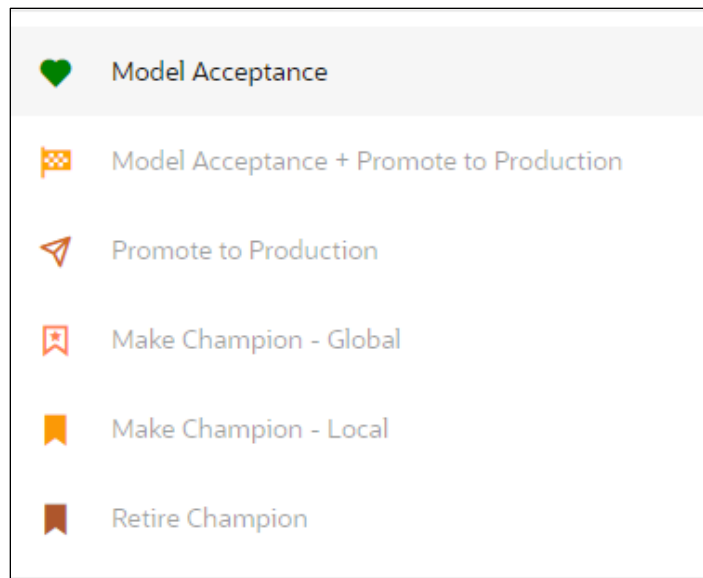 Model Acceptance
Model Acceptance + Promote to Production
Promote to Production
Make Champion - Global
Make Champion - Local
Retire Champion